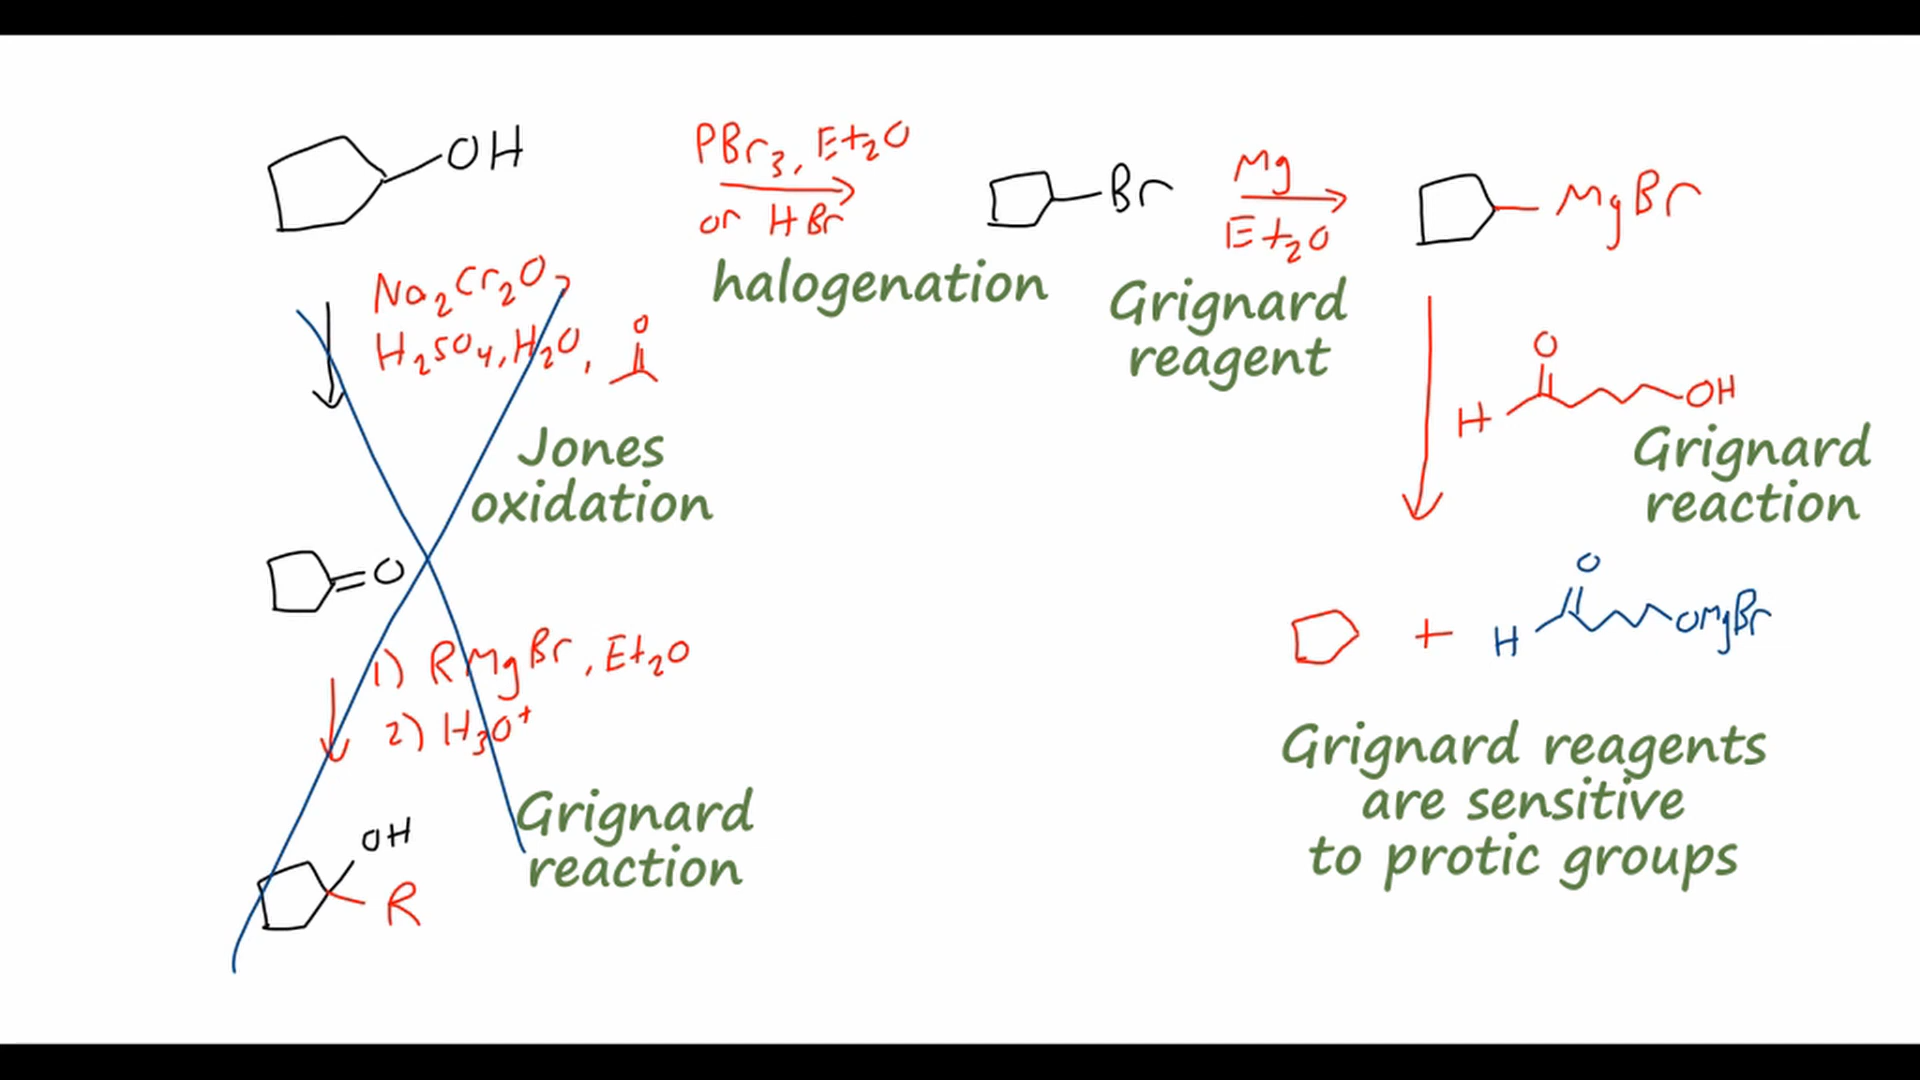 OH
PBr₃, Et₂O
or HBr
halogenation
Br
Mg
Et₂O
Grignard
reagent
MgBr
Na₂Cr₂O₇
H₂SO₄, H₂O,
O
Jones
oxidation
O
H
OH
Grignard
reaction
O
1) RMgBr, Et₂O
2) H₃O⁺
Grignard
reaction
OH
R
+
O
H
OMgBr
Grignard reagents
are sensitive
to protic groups